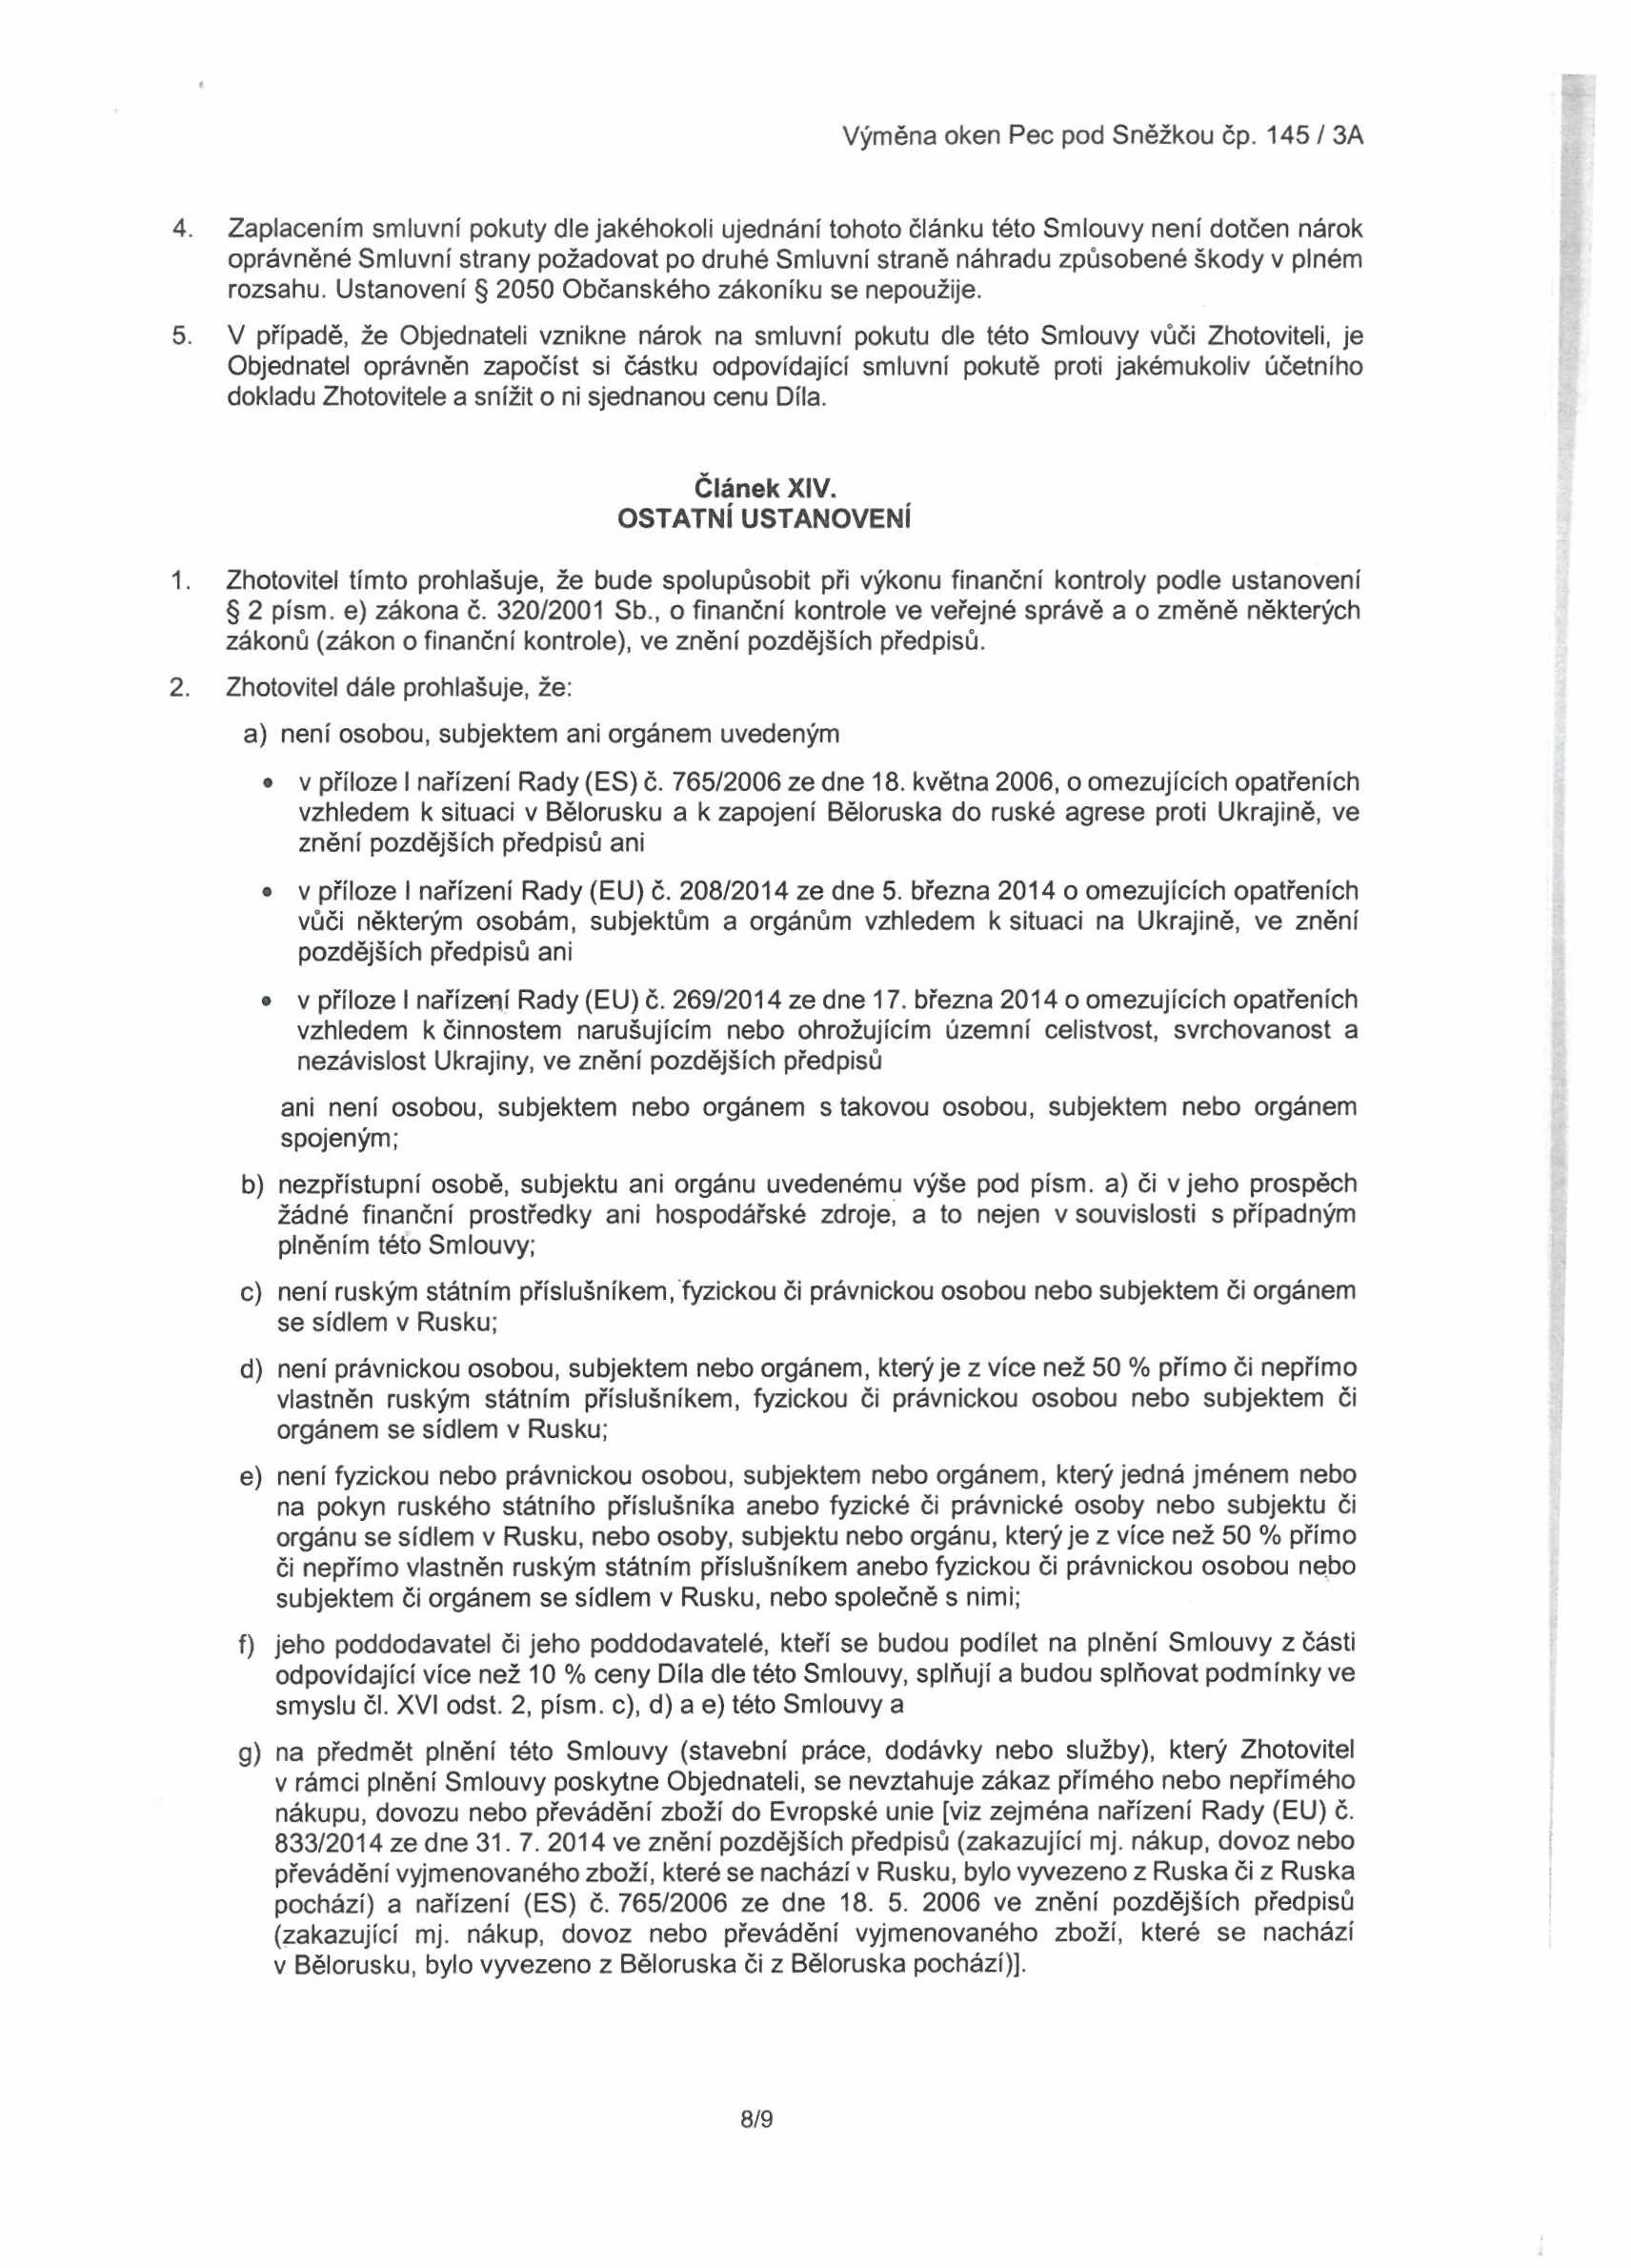 Výměna oken Pec pod Sněžkou čp. 145 / 3A
4. Zaplacením smluvní pokuty dle jakéhokoli ujednání tohoto článku této Smlouvy není dotčen nárok
oprávněné Smluvní strany požadovat po druhé Smluvní straně náhradu způsobené škody v plném
rozsahu. Ustanovení § 2050 Občanského zákoníku se nepoužije.
5. V případě, že Objednateli vznikne nárok na smluvní pokutu dle této Smlouvy vůči Zhotoviteli, je
Objednatel oprávněn započíst si částku odpovídající smluvní pokutě proti jakémukoliv účetního
dokladu Zhotovitele a snížit o ni sjednanou cenu Díla.
Článek XIV.
OSTATNÍ USTANOVENÍ
1. Zhotovitel tímto prohlašuje, že bude spolupůsobit při výkonu finanční kontroly podle ustanovení
§ 2 písm. e) zákona č. 320/2001 Sb., o finanční kontrole ve veřejné správě a o změně některých
zákonů (zákon o finanční kontrole), ve znění pozdějších předpisů.
2. Zhotovitel dále prohlašuje, že:
a) není osobou, subjektem ani orgánem uvedeným
• v příloze I nařízení Rady (ES) č. 765/2006 ze dne 18. května 2006, o omezujících opatřeních
vzhledem k situaci v Bělorusku a k zapojení Běloruska do ruské agrese proti Ukrajině, ve
znění pozdějších předpisů ani
• v příloze I nařízení Rady (EU) č. 208/2014 ze dne 5. března 2014 o omezujících opatřeních
vůči některým osobám, subjektům a orgánům vzhledem k situaci na Ukrajině, ve znění
pozdějších předpisů ani
• v příloze I nařízení Rady (EU) č. 269/2014 ze dne 17. března 2014 o omezujících opatřeních
vzhledem k činnostem narušujícím nebo ohrožujícím územní celistvost, svrchovanost a
nezávislost Ukrajiny, ve znění pozdějších předpisů
ani není osobou, subjektem nebo orgánem s takovou osobou, subjektem nebo orgánem
spojeným;
b) nezpřístupní osobě, subjektu ani orgánu uvedenému výše pod písm. a) či v jeho prospěch
žádné finanční prostředky ani hospodářské zdroje, a to nejen v souvislosti s případným
plněním této Smlouvy;
c) není ruským státním příslušníkem, fyzickou či právnickou osobou nebo subjektem či orgánem
se sídlem v Rusku;
d) není právnickou osobou, subjektem nebo orgánem, který je z více než 50 % přímo či nepřímo
vlastněn ruským státním příslušníkem, fyzickou či právnickou osobou nebo subjektem či
orgánem se sídlem v Rusku;
e) není fyzickou nebo právnickou osobou, subjektem nebo orgánem, který jedná jménem nebo
na pokyn ruského státního příslušníka anebo fyzické či právnické osoby nebo subjektu či
orgánu se sídlem v Rusku, nebo osoby, subjektu nebo orgánu, který je z více než 50 % přímo
či nepřímo vlastněn ruským státním příslušníkem anebo fyzickou či právnickou osobou nebo
subjektem či orgánem se sídlem v Rusku, nebo společně s nimi;
f) jeho poddodavatel či jeho poddodavatelé, kteří se budou podílet na plnění Smlouvy z části
odpovídající více než 10 % ceny Díla dle této Smlouvy, splňují a budou splňovat podmínky ve
smyslu čl. XVI odst. 2, písm. c), d) a e) této Smlouvy a
g) na předmět plnění této Smlouvy (stavební práce, dodávky nebo služby), který Zhotovitel
v rámci plnění Smlouvy poskytne Objednateli, se nevztahuje zákaz přímého nebo nepřímého
nákupu, dovozu nebo převádění zboží do Evropské unie [viz zejména nařízení Rady (EU) č.
833/2014 ze dne 31. 7. 2014 ve znění pozdějších předpisů (zakazující mj. nákup, dovoz nebo
převádění vyjmenovaného zboží, které se nachází v Rusku, bylo vyvezeno z Ruska či z Ruska
pochází) a nařízení (ES) č. 765/2006 ze dne 18. 5. 2006 ve znění pozdějších předpisů
(zakazující mj. nákup, dovoz nebo převádění vyjmenovaného zboží, které se nachází
v Bělorusku, bylo vyvezeno z Běloruska či z Běloruska pochází)].
8/9